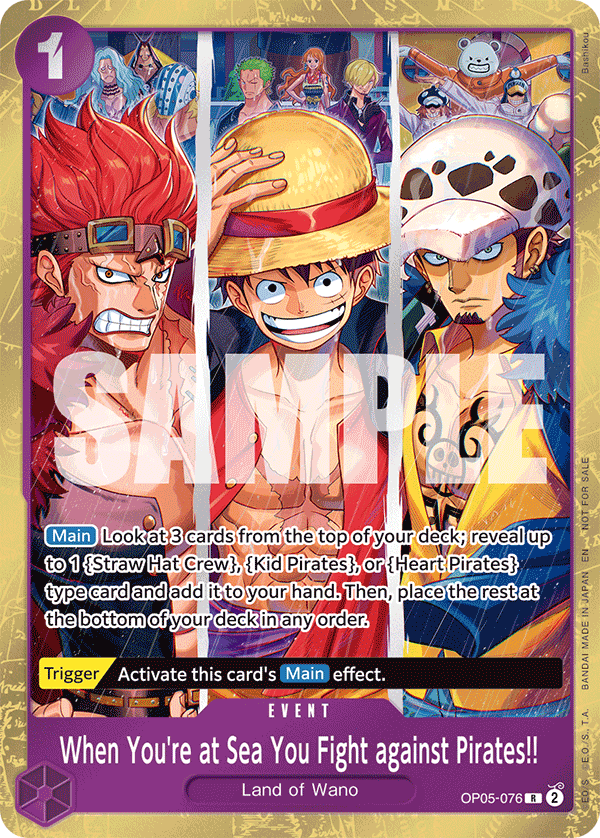 1
Bashikou
SAMPLE
Main Look at 3 cards from the top of your deck; reveal up
to 1 {Straw Hat Crew}, {Kid Pirates}, or {Heart Pirates}
type card and add it to your hand. Then, place the rest at
the bottom of your deck in any order.
Trigger Activate this card's Main effect.
EVENT
When You're at Sea You Fight against Pirates!!
Land of Wano
OP05-076 R 2
BANDAI MADE IN JAPAN EN NOT FOR SALE